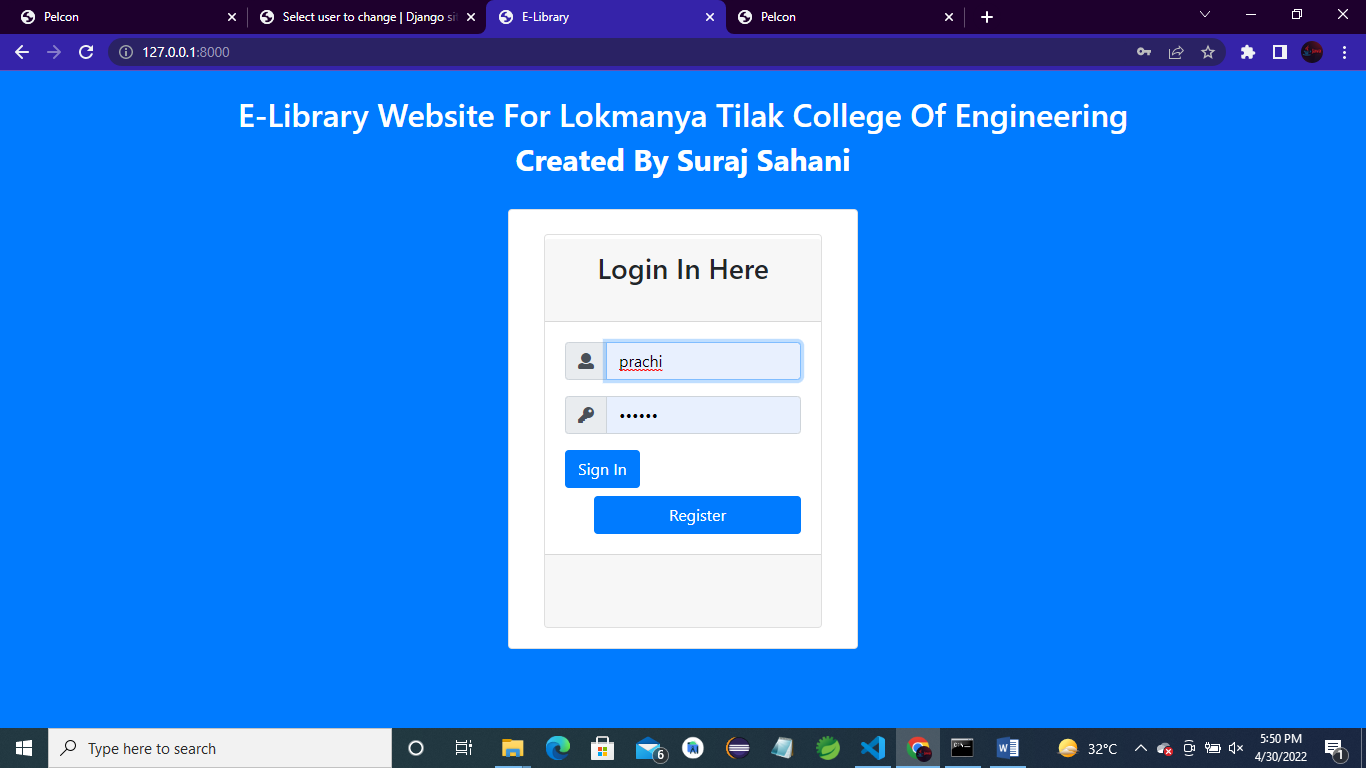 Pelcon
Select user to change | Django si
E-Library
Pelcon
127.0.0.1:8000
E-Library Website For Lokmanya Tilak College Of Engineering
Created By Suraj Sahani
Login In Here
prachi
••••••
Sign In
Register
Type here to search
6
32°C
5:50 PM
4/30/2022
1